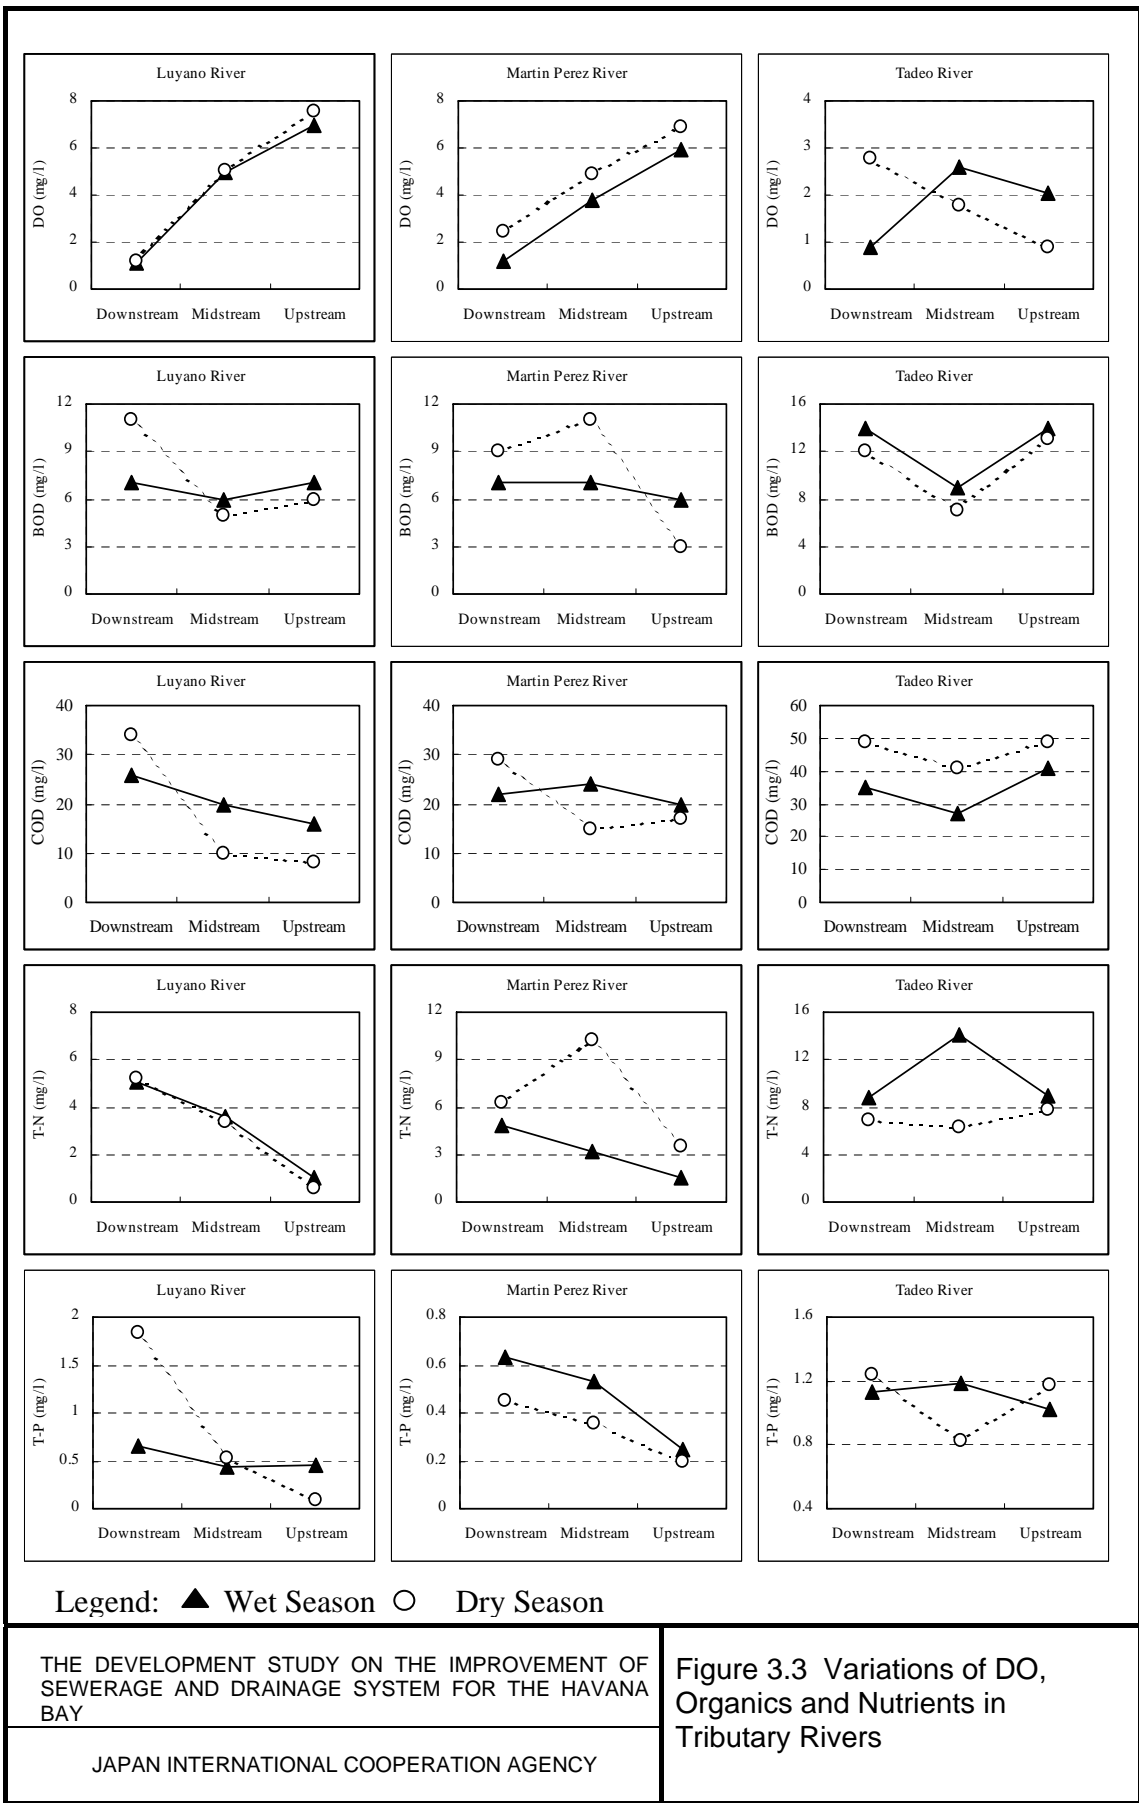 Luyano River
8
6
4
2
0
DO (mg/l)
Downstream Midstream Upstream
Martin Perez River
8
6
4
2
0
DO (mg/l)
Downstream Midstream Upstream
Tadeo River
4
3
2
1
0
DO (mg/l)
Downstream Midstream Upstream
Luyano River
12
9
6
3
0
BOD (mg/l)
Downstream Midstream Upstream
Martin Perez River
12
9
6
3
0
BOD (mg/l)
Downstream Midstream Upstream
Tadeo River
16
12
8
4
0
BOD (mg/l)
Downstream Midstream Upstream
Luyano River
40
30
20
10
0
COD (mg/l)
Downstream Midstream Upstream
Martin Perez River
40
30
20
10
0
COD (mg/l)
Downstream Midstream Upstream
Tadeo River
60
50
40
30
20
10
0
COD (mg/l)
Downstream Midstream Upstream
Luyano River
8
6
4
2
0
T-N (mg/l)
Downstream Midstream Upstream
Martin Perez River
12
9
6
3
0
T-N (mg/l)
Downstream Midstream Upstream
Tadeo River
16
12
8
4
0
T-N (mg/l)
Downstream Midstream Upstream
Luyano River
2
1.5
1
0.5
0
T-P (mg/l)
Downstream Midstream Upstream
Martin Perez River
0.8
0.6
0.4
0.2
0
T-P (mg/l)
Downstream Midstream Upstream
Tadeo River
1.6
1.2
0.8
0.4
T-P (mg/l)
Downstream Midstream Upstream
Legend: ▲ Wet Season ○ Dry Season
THE DEVELOPMENT STUDY ON THE IMPROVEMENT OF
SEWERAGE AND DRAINAGE SYSTEM FOR THE HAVANA
BAY
JAPAN INTERNATIONAL COOPERATION AGENCY
Figure 3.3 Variations of DO,
Organics and Nutrients in
Tributary Rivers